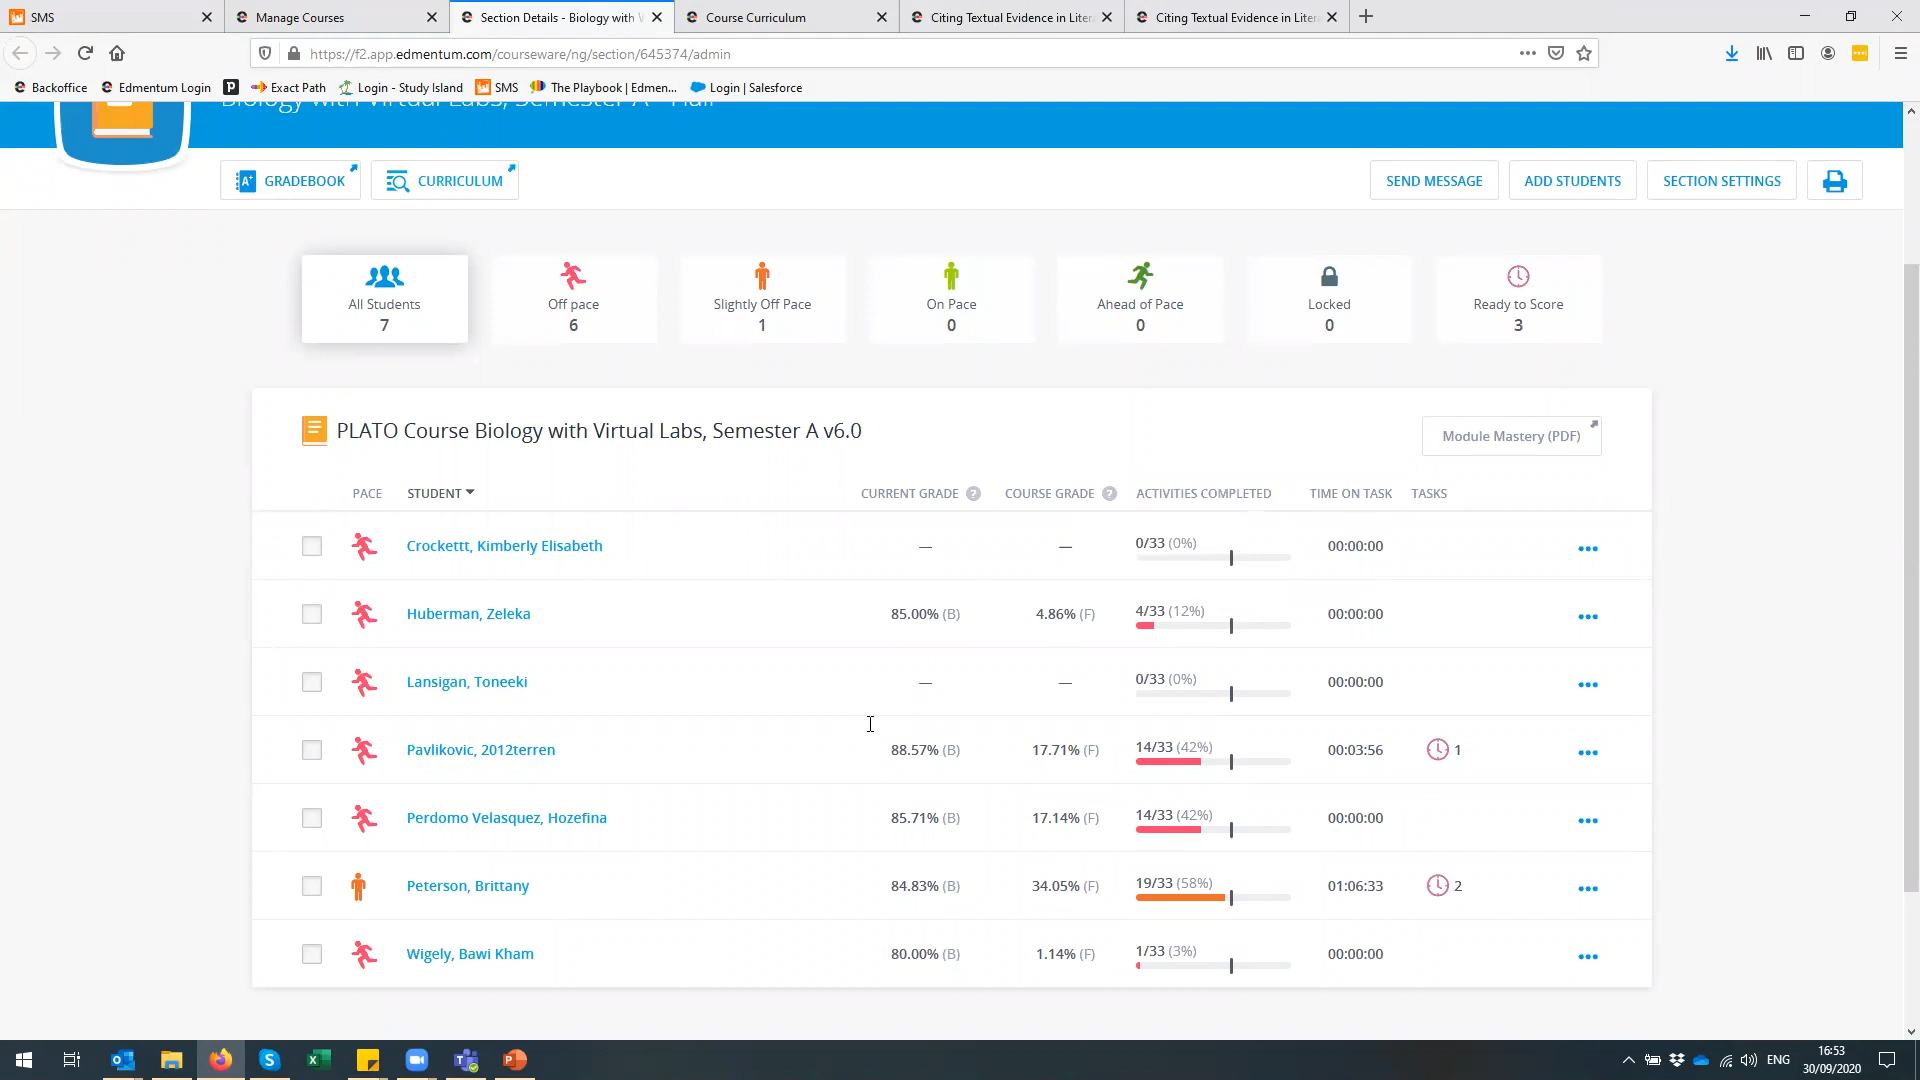 SMS
Manage Courses
Section Details - Biology with V
Course Curriculum
Citing Textual Evidence in Liter
Citing Textual Evidence in Liter
https://f2.app.edmentum.com/courseware/ng/section/645374/admin
Backoffice
Edmentum Login
Exact Path
Login - Study Island
SMS
The Playbook | Edmen...
Login | Salesforce
Biology with Virtual Labs, Semester A - Hall
GRADEBOOK
CURRICULUM
SEND MESSAGE
ADD STUDENTS
SECTION SETTINGS
All Students
7
Off pace
6
Slightly Off Pace
1
On Pace
0
Ahead of Pace
0
Locked
0
Ready to Score
3
PLATO Course Biology with Virtual Labs, Semester A v6.0
Module Mastery (PDF)
PACE STUDENT CURRENT GRADE ? COURSE GRADE ? ACTIVITIES COMPLETED TIME ON TASK TASKS
Crockettt, Kimberly Elisabeth — — 0/33 (0%) 00:00:00
Huberman, Zeleka 85.00% (B) 4.86% (F) 4/33 (12%) 00:00:00
Lansigan, Toneeki — — 0/33 (0%) 00:00:00
Pavlikovic, 2012terren 88.57% (B) 17.71% (F) 14/33 (42%) 00:03:56 1
Perdomo Velasquez, Hozefina 85.71% (B) 17.14% (F) 14/33 (42%) 00:00:00
Peterson, Brittany 84.83% (B) 34.05% (F) 19/33 (58%) 01:06:33 2
Wigely, Bawi Kham 80.00% (B) 1.14% (F) 1/33 (3%) 00:00:00
ENG
16:53
30/09/2020